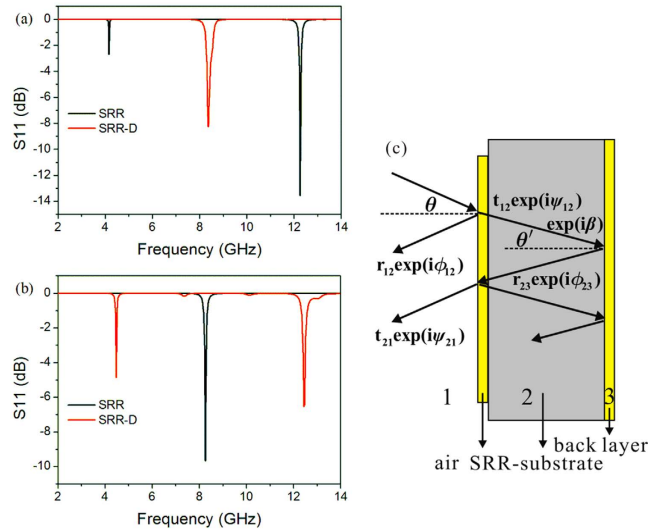 (a)
0
-2
-4
-6
-8
-10
-12
-14
S11 (dB)
SRR
SRR-D
2 4 6 8 10 12 14
Frequency (GHz)
(b)
0
-2
-4
-6
-8
-10
S11 (dB)
SRR
SRR-D
2 4 6 8 10 12 14
Frequency (GHz)
(c)
θ
t₁₂exp(iψ₁₂)
exp(iβ)
θ′
r₁₂exp(iϕ₁₂)
r₂₃exp(iϕ₂₃)
t₂₁exp(iψ₂₁)
1 2 3
back layer
air SRR-substrate